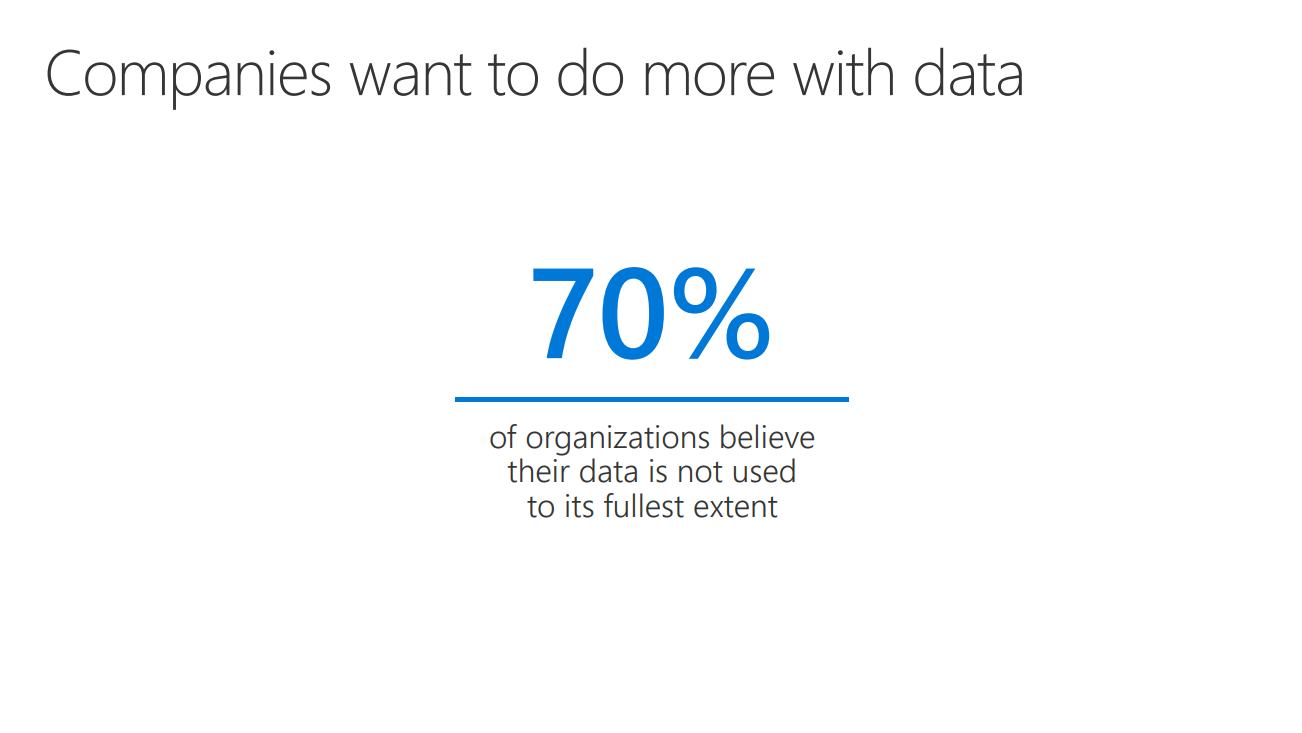 Companies want to do more with data
70%
of organizations believe
their data is not used
to its fullest extent